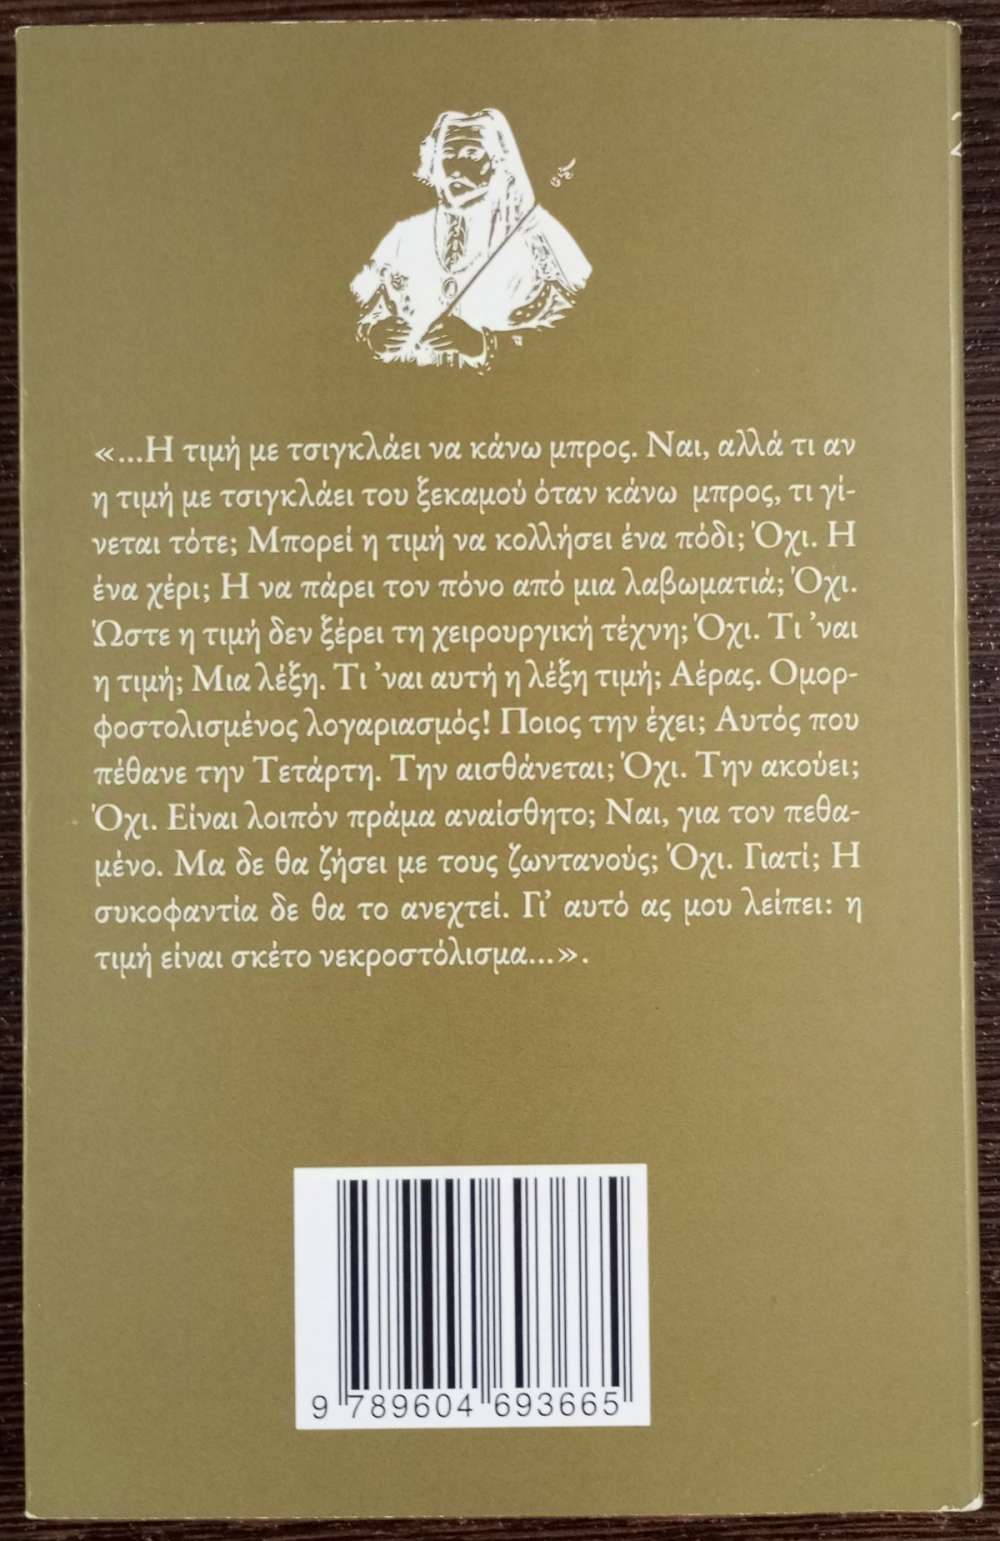 «...Η τιμή με τσιγκλάει να κάνω μπρος. Ναι, αλλά τι αν
η τιμή με τσιγκλάει του ξεκαμού όταν κάνω μπρος, τι γί-
νεται τότε; Μπορεί η τιμή να κολλήσει ένα πόδι; Όχι. Η
ένα χέρι; Η να πάρει τον πόνο από μια λαβωματιά; Όχι.
Ώστε η τιμή δεν ξέρει τη χειρουργική τέχνη; Όχι. Τι 'ναι
η τιμή; Μια λέξη. Τι 'ναι αυτή η λέξη τιμή; Αέρας. Ομορ-
φοστολισμένος λογαριασμός! Ποιος την έχει; Αυτός που
πέθανε την Τετάρτη. Την αισθάνεται; Όχι. Την ακούει;
Όχι. Είναι λοιπόν πράμα αναίσθητο; Ναι, για τον πεθα-
μένο. Μα δε θα ζήσει με τους ζωντανούς; Όχι. Γιατί; Η
συκοφαντία δε θα το ανεχτεί. Γι' αυτό ας μου λείπει: η
τιμή είναι σκέτο νεκροστόλισμα...».
9 789604 693665